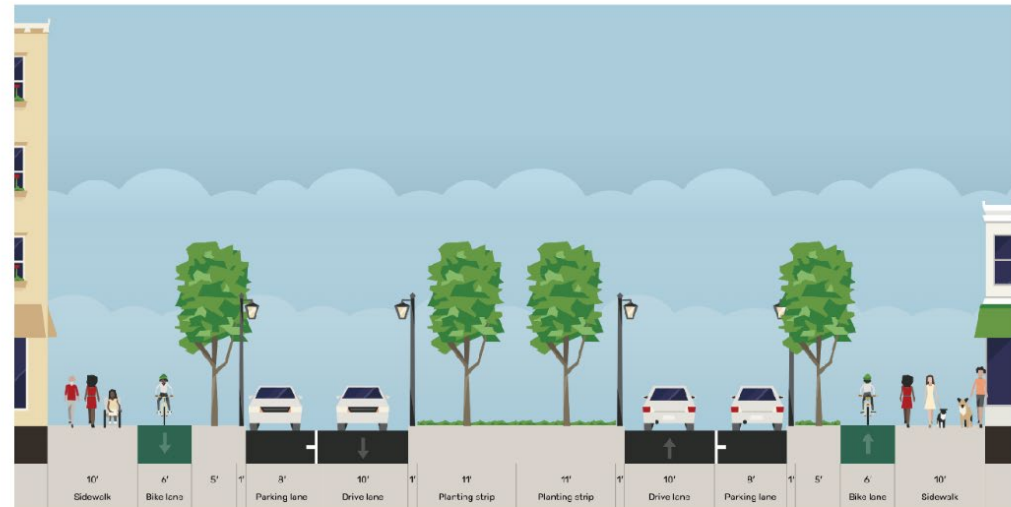 10' 6' 5' 1' 8' 10' 1' 11' 11' 1' 10' 8' 1' 5' 6' 10'
Sidewalk Bike lane Parking lane Drive lane Planting strip Planting strip Drive lane Parking lane Bike lane Sidewalk